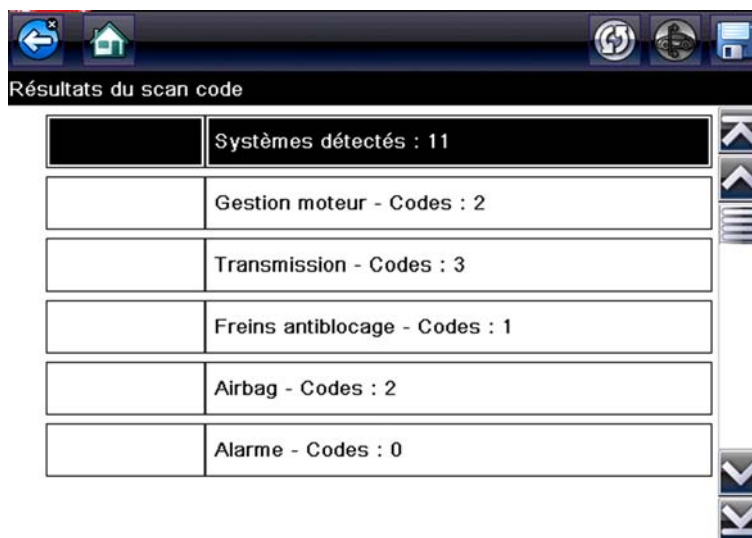 Résultats du scan code
Systèmes détectés : 11
Gestion moteur - Codes : 2
Transmission - Codes : 3
Freins antiblocage - Codes : 1
Airbag - Codes : 2
Alarme - Codes : 0